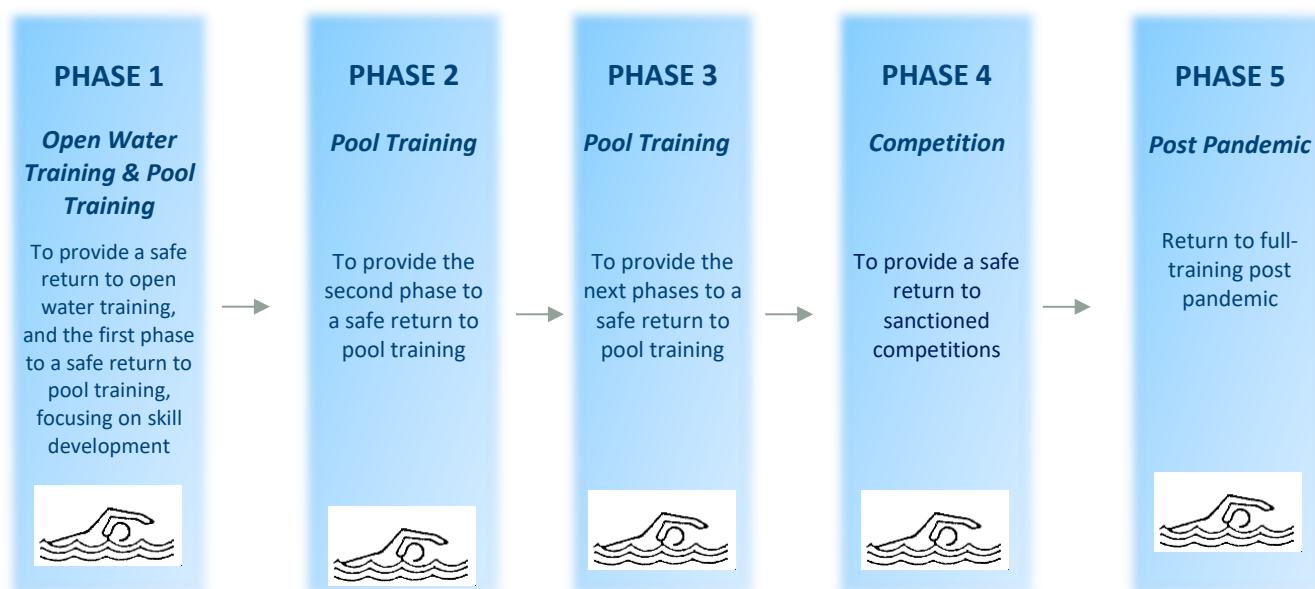 PHASE 1
Open Water
Training & Pool
Training
To provide a safe
return to open
water training,
and the first phase
to a safe return to
pool training,
focusing on skill
development
PHASE 2
Pool Training
To provide the
second phase to
a safe return to
pool training
PHASE 3
Pool Training
To provide the
next phases to a
safe return to
pool training
PHASE 4
Competition
To provide a safe
return to
sanctioned
competitions
PHASE 5
Post Pandemic
Return to full-
training post
pandemic